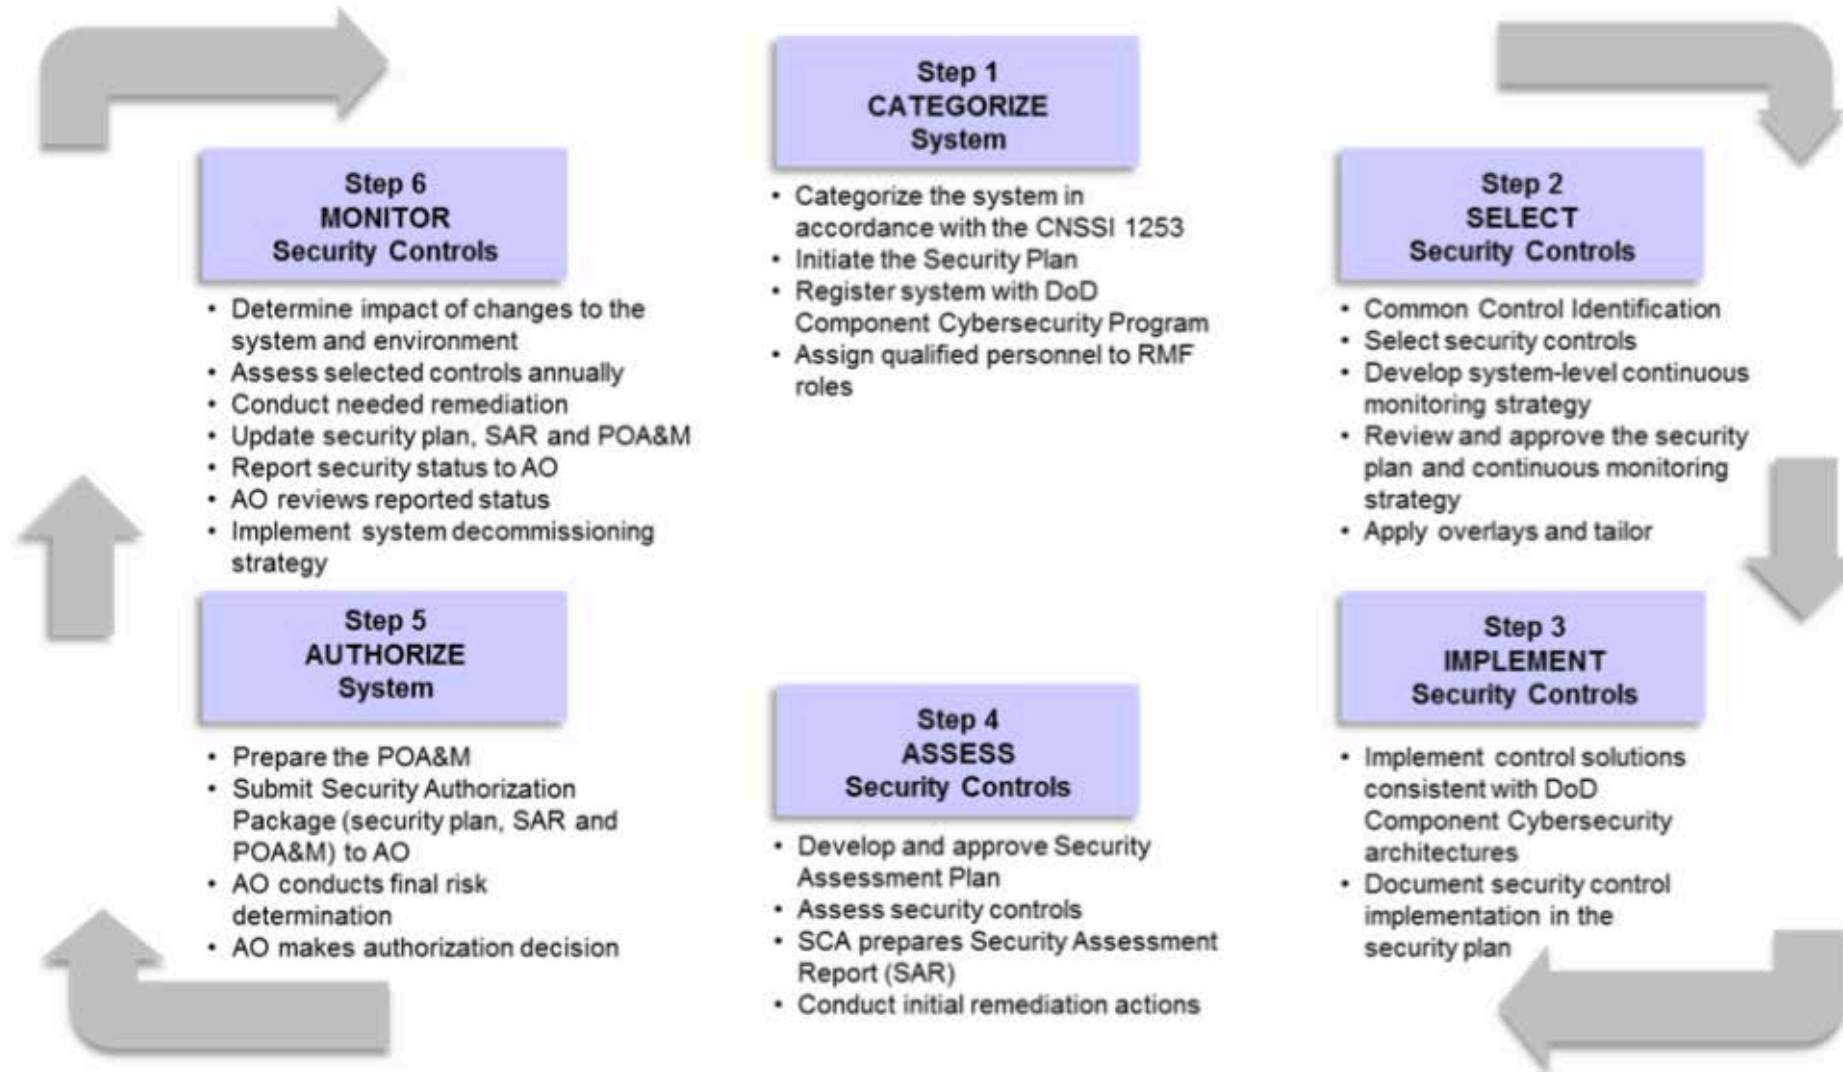 Step 1
CATEGORIZE
System
• Categorize the system in
accordance with the CNSSI 1253
• Initiate the Security Plan
• Register system with DoD
Component Cybersecurity Program
• Assign qualified personnel to RMF
roles
Step 2
SELECT
Security Controls
• Common Control Identification
• Select security controls
• Develop system-level continuous
monitoring strategy
• Review and approve the security
plan and continuous monitoring
strategy
• Apply overlays and tailor
Step 3
IMPLEMENT
Security Controls
• Implement control solutions
consistent with DoD
Component Cybersecurity
architectures
• Document security control
implementation in the
security plan
Step 4
ASSESS
Security Controls
• Develop and approve Security
Assessment Plan
• Assess security controls
• SCA prepares Security Assessment
Report (SAR)
• Conduct initial remediation actions
Step 5
AUTHORIZE
System
• Prepare the POA&M
• Submit Security Authorization
Package (security plan, SAR and
POA&M) to AO
• AO conducts final risk
determination
• AO makes authorization decision
Step 6
MONITOR
Security Controls
• Determine impact of changes to the
system and environment
• Assess selected controls annually
• Conduct needed remediation
• Update security plan, SAR and POA&M
• Report security status to AO
• AO reviews reported status
• Implement system decommissioning
strategy